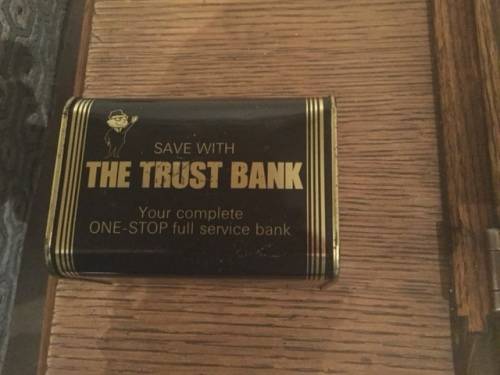 SAVE WITH
THE TRUST BANK
Your complete
ONE-STOP full service bank